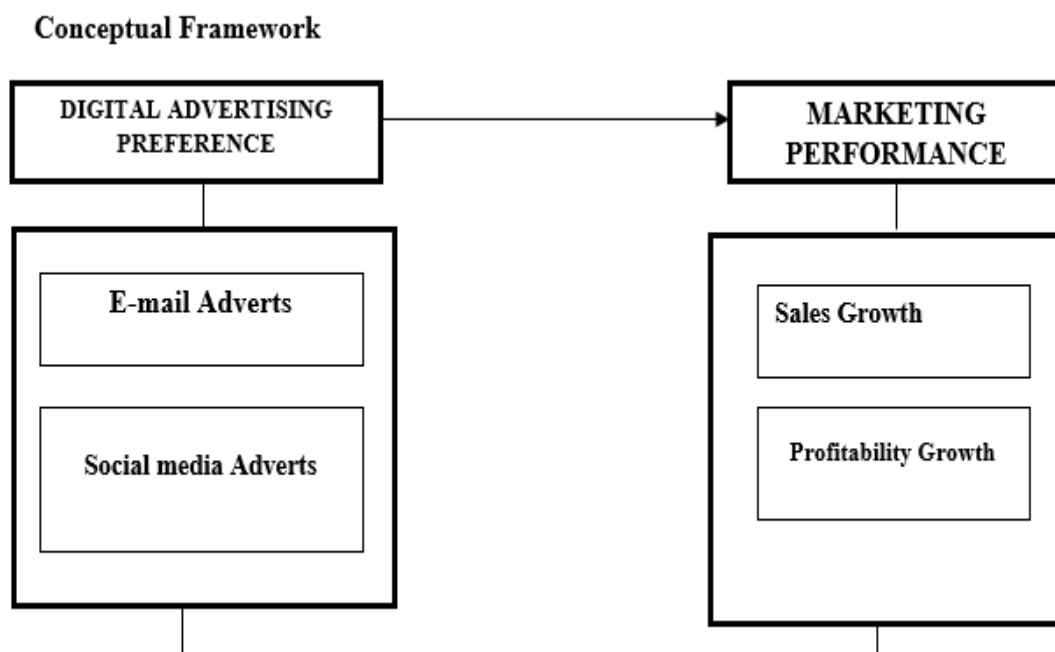 Conceptual Framework
DIGITAL ADVERTISING
PREFERENCE
MARKETING
PERFORMANCE
E-mail Adverts
Social media Adverts
Sales Growth
Profitability Growth